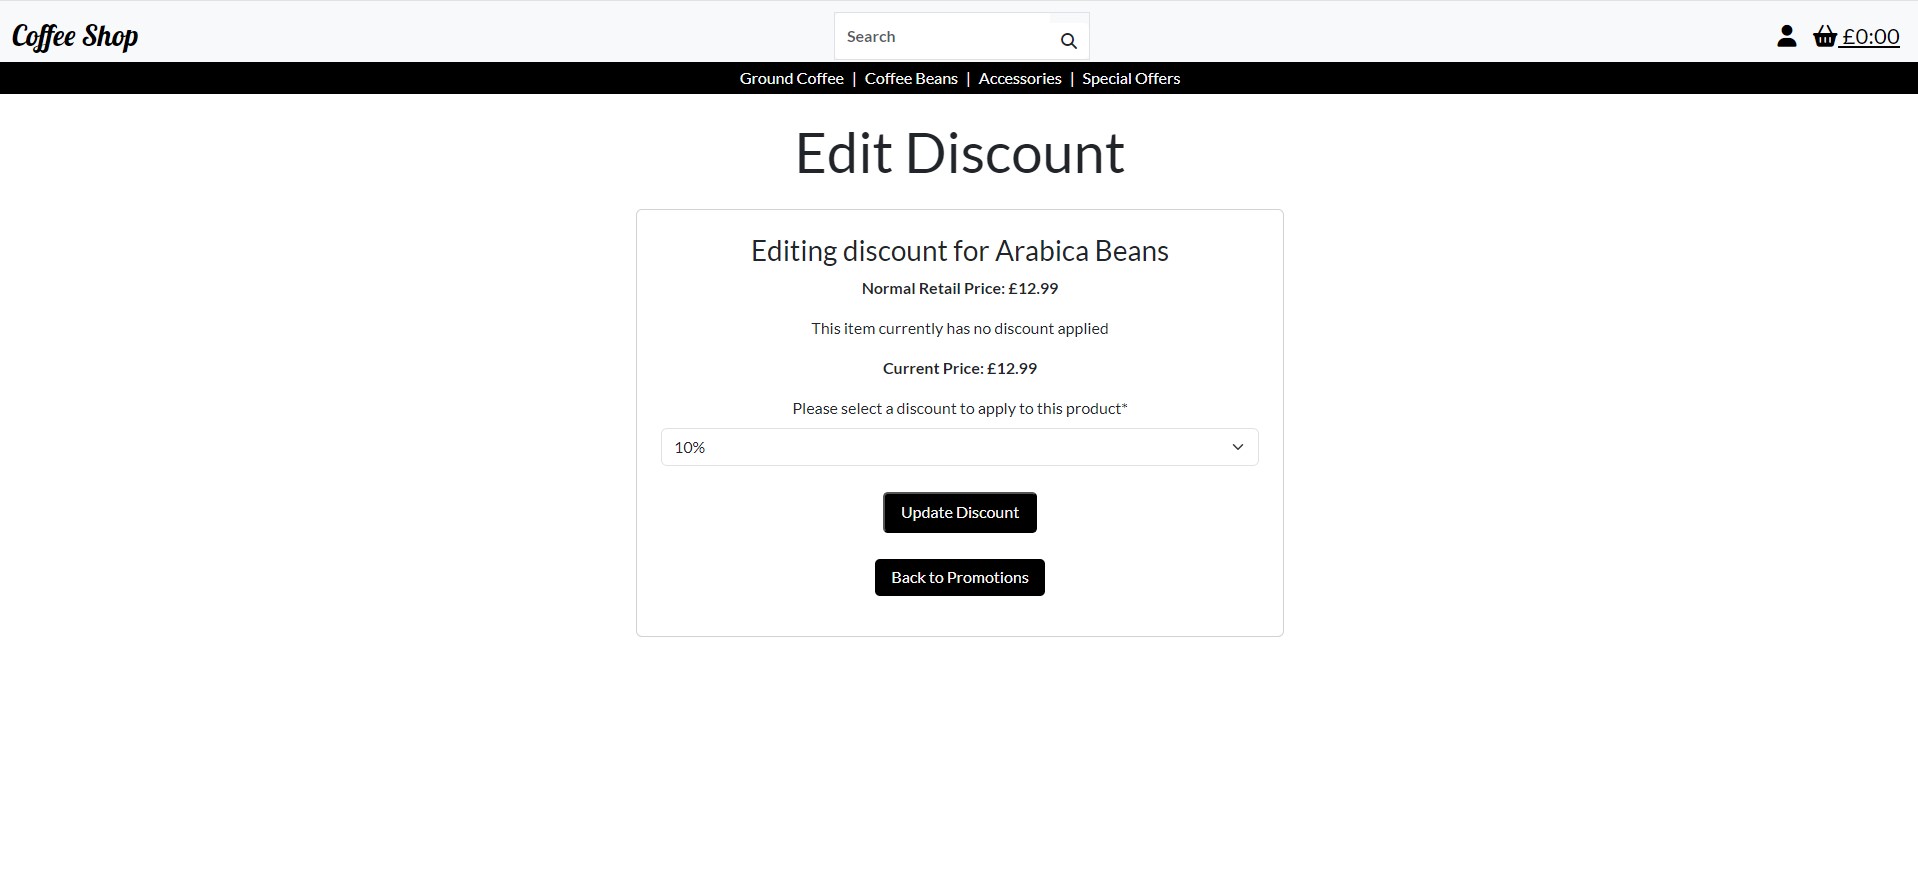 Coffee Shop
Search
£0:00
Ground Coffee | Coffee Beans | Accessories | Special Offers
Edit Discount
Editing discount for Arabica Beans
Normal Retail Price: £12.99
This item currently has no discount applied
Current Price: £12.99
Please select a discount to apply to this product*
10%
Update Discount
Back to Promotions